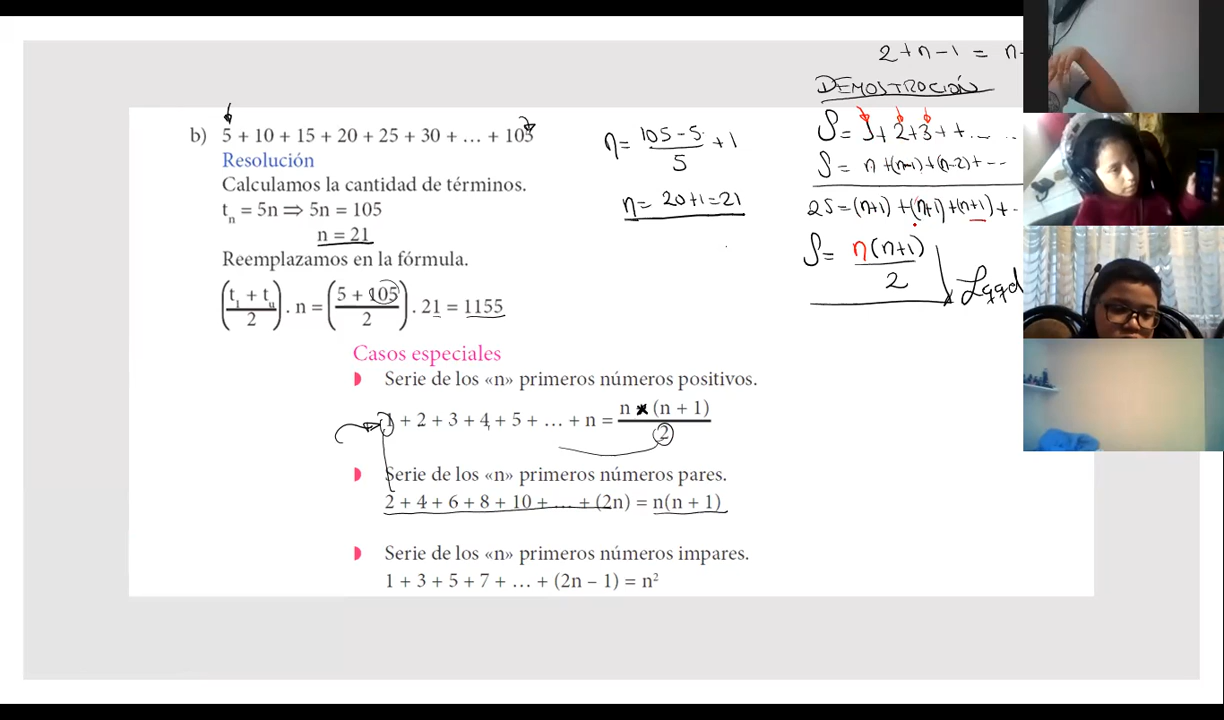 b) 5 + 10 + 15 + 20 + 25 + 30 + ... + 105
Resolución
Calculamos la cantidad de términos.
tn = 5n ⇒ 5n = 105
n = 21
Reemplazamos en la fórmula.
((t1 + tu)/2) . n = ((5 + 105)/2) . 21 = 1155
n = (105 - 5)/5 + 1
n = 20+1 = 21
2 + n - 1 = n
DEMOSTROCIÓN
S = 1 + 2 + 3 + + ... ...
S = n + (n-1) + (n-2) + ---
2S = (n+1) + (n+1) + (n+1) + ·
S = n(n+1)/2
Lqqd
Casos especiales
Serie de los «n» primeros números positivos.
1 + 2 + 3 + 4 + 5 + ... + n = n × (n + 1)/2
Serie de los «n» primeros números pares.
2 + 4 + 6 + 8 + 10 + ... + (2n) = n(n + 1)
Serie de los «n» primeros números impares.
1 + 3 + 5 + 7 + ... + (2n – 1) = n²